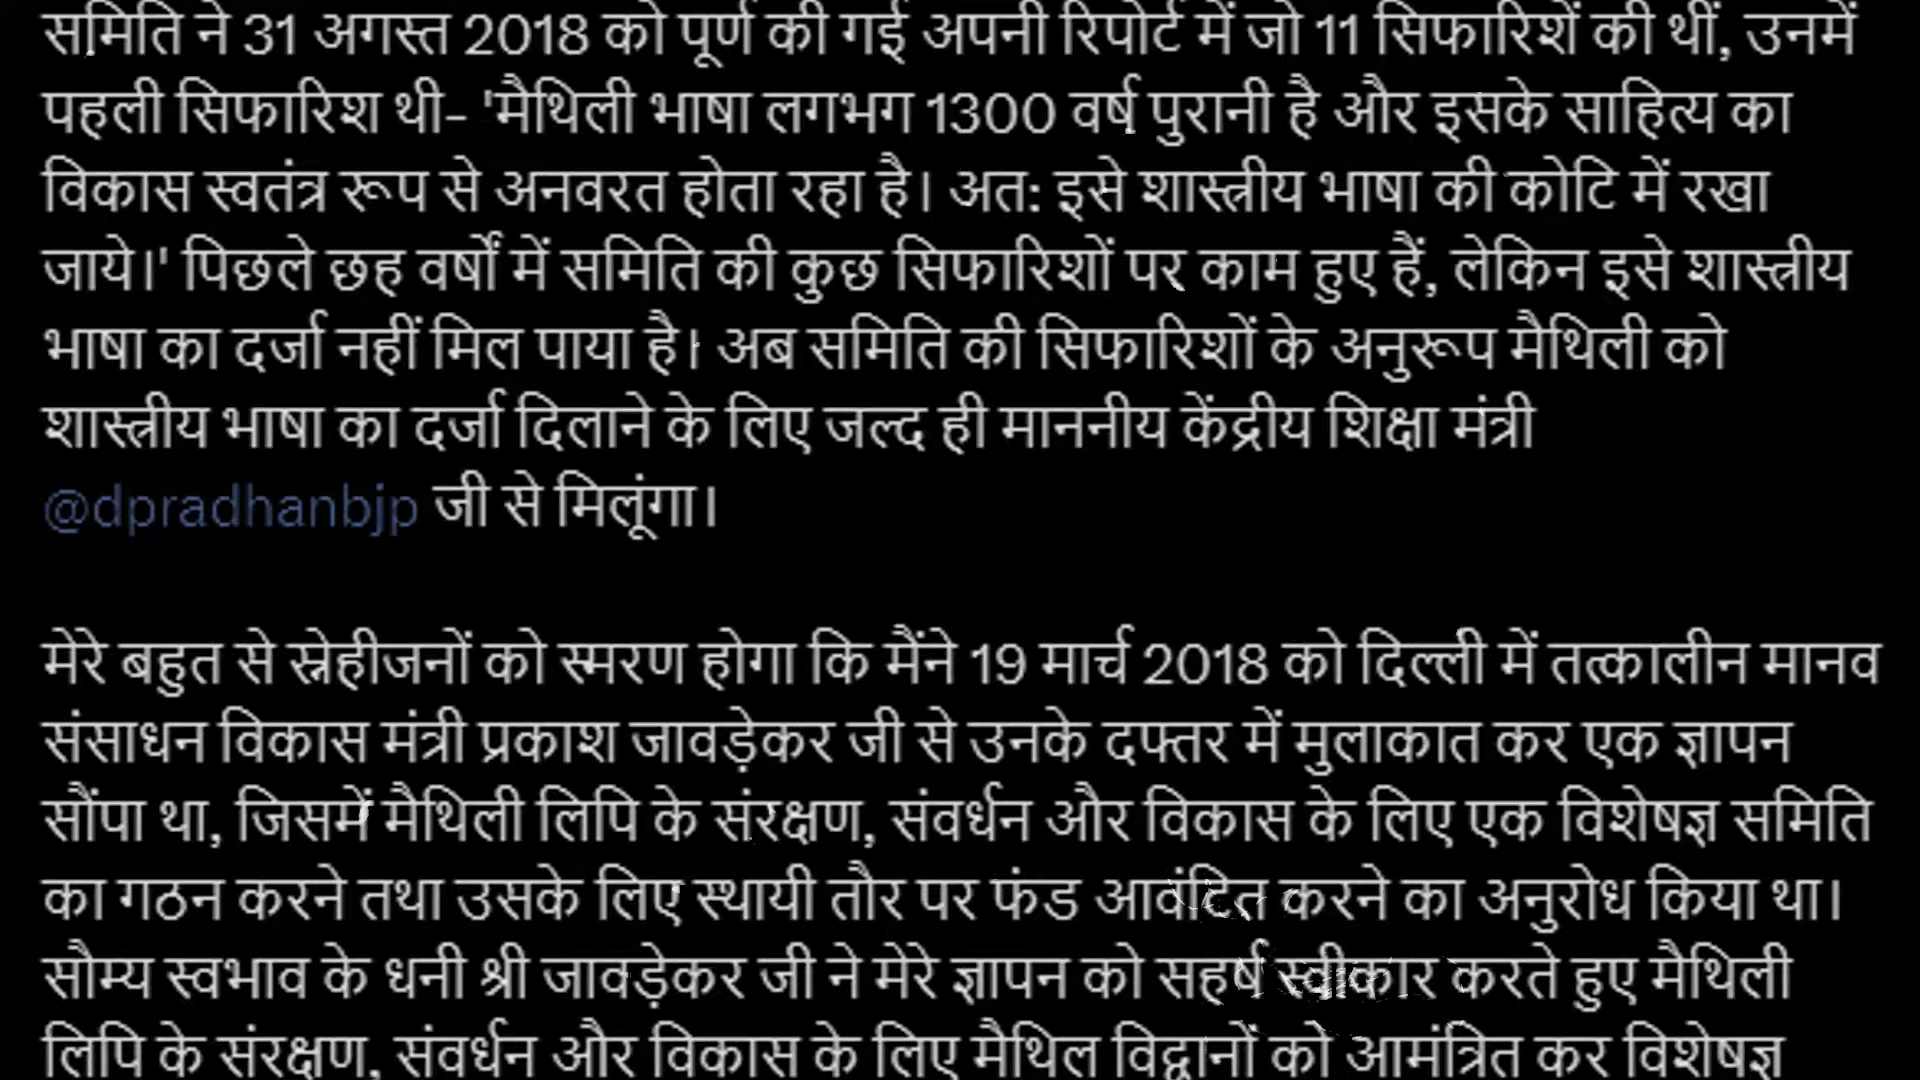 समिति ने 31 अगस्त 2018 को पूर्ण की गई अपनी रिपोर्ट में जो 11 सिफारिशें की थीं, उनमें
पहली सिफारिश थी- 'मैथिली भाषा लगभग 1300 वर्ष पुरानी है और इसके साहित्य का
विकास स्वतंत्र रूप से अनवरत होता रहा है। अत: इसे शास्त्रीय भाषा की कोटि में रखा
जाये।' पिछले छह वर्षों में समिति की कुछ सिफारिशों पर काम हुए हैं, लेकिन इसे शास्त्रीय
भाषा का दर्जा नहीं मिल पाया है। अब समिति की सिफारिशों के अनुरूप मैथिली को
शास्त्रीय भाषा का दर्जा दिलाने के लिए जल्द ही माननीय केंद्रीय शिक्षा मंत्री
@dpradhanbjp जी से मिलूंगा।
मेरे बहुत से स्नेहीजनों को स्मरण होगा कि मैंने 19 मार्च 2018 को दिल्ली में तत्कालीन मानव
संसाधन विकास मंत्री प्रकाश जावड़ेकर जी से उनके दफ्तर में मुलाकात कर एक ज्ञापन
सौंपा था, जिसमें मैथिली लिपि के संरक्षण, संवर्धन और विकास के लिए एक विशेषज्ञ समिति
का गठन करने तथा उसके लिए स्थायी तौर पर फंड आवंटित करने का अनुरोध किया था।
सौम्य स्वभाव के धनी श्री जावड़ेकर जी ने मेरे ज्ञापन को सहर्ष स्वीकार करते हुए मैथिली
लिपि के संरक्षण, संवर्धन और विकास के लिए मैथिल विद्वानों को आमंत्रित कर विशेषज्ञ